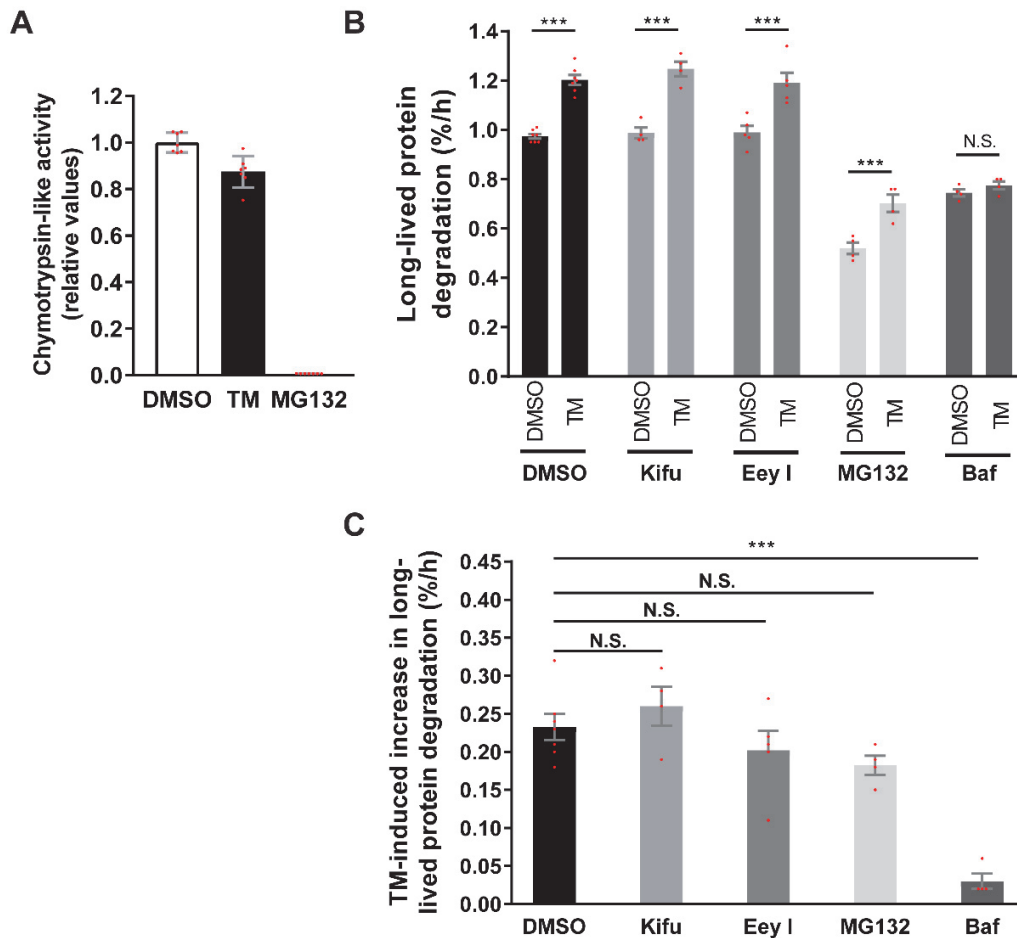 A
Chymotrypsin-like activity
(relative values)
1.2
1.0
0.8
0.6
0.4
0.2
0.0
DMSO TM MG132
B
Long-lived protein
degradation (%/h)
1.4
1.2
1.0
0.8
0.6
0.4
0.2
0.0
*** *** *** *** N.S.
DMSO TM DMSO TM DMSO TM DMSO TM DMSO TM
DMSO Kifu Eey I MG132 Baf
C
TM-induced increase in long-
lived protein degradation (%/h)
0.45
0.40
0.35
0.30
0.25
0.20
0.15
0.10
0.05
0.00
***
N.S.
N.S.
N.S.
DMSO Kifu Eey I MG132 Baf